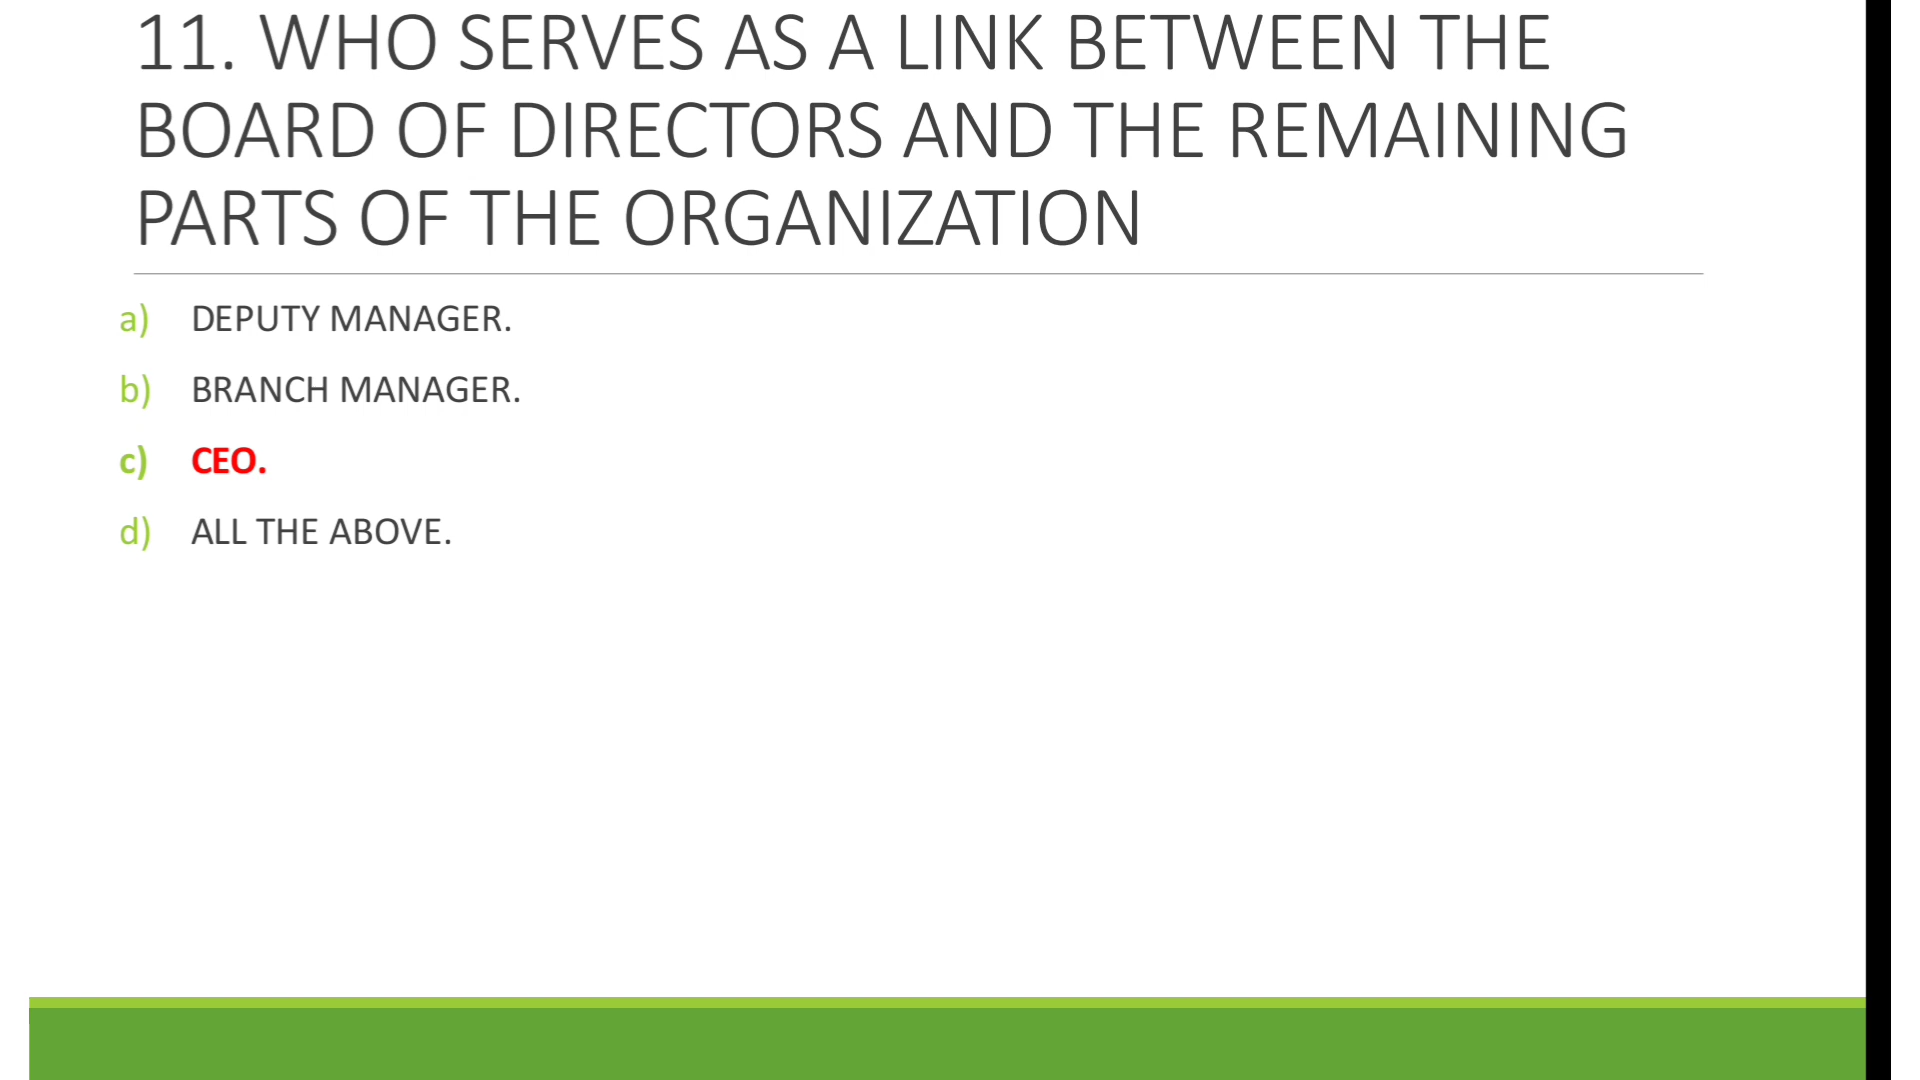 11. WHO SERVES AS A LINK BETWEEN THE
BOARD OF DIRECTORS AND THE REMAINING
PARTS OF THE ORGANIZATION
a) DEPUTY MANAGER.
b) BRANCH MANAGER.
c) CEO.
d) ALL THE ABOVE.